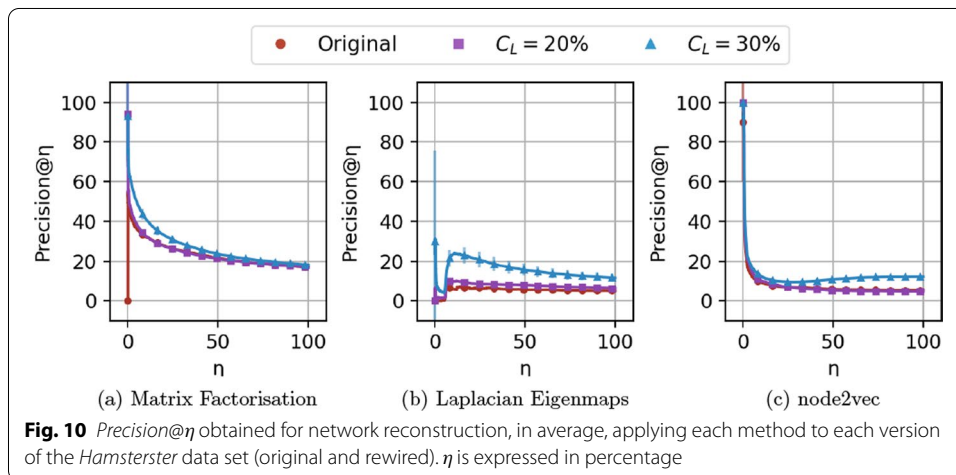 Original C_L = 20% C_L = 30%
100
80
60
40
20
0
Precision@η
0 50 100
η
(a) Matrix Factorisation
100
80
60
40
20
0
Precision@η
0 50 100
η
(b) Laplacian Eigenmaps
100
80
60
40
20
0
Precision@η
0 50 100
η
(c) node2vec
Fig. 10 Precision@η obtained for network reconstruction, in average, applying each method to each version
of the Hamsterster data set (original and rewired). η is expressed in percentage